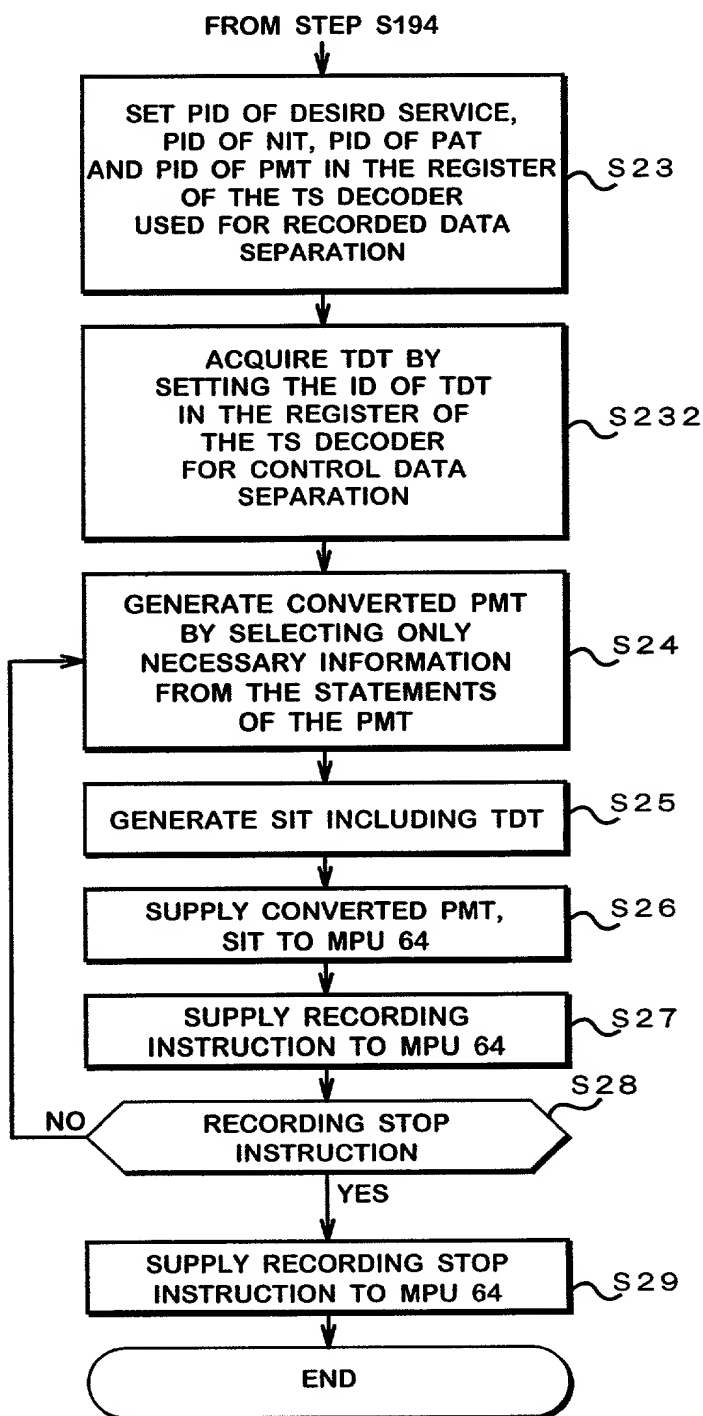 FROM STEP S194
SET PID OF DESIRD SERVICE,
PID OF NIT, PID OF PAT
AND PID OF PMT IN THE REGISTER
OF THE TS DECODER
USED FOR RECORDED DATA
SEPARATION
S23
ACQUIRE TDT BY
SETTING THE ID OF TDT
IN THE REGISTER OF
THE TS DECODER
FOR CONTROL DATA
SEPARATION
S232
GENERATE CONVERTED PMT
BY SELECTING ONLY
NECESSARY INFORMATION
FROM THE STATEMENTS
OF THE PMT
S24
GENERATE SIT INCLUDING TDT
S25
SUPPLY CONVERTED PMT,
SIT TO MPU 64
S26
SUPPLY RECORDING
INSTRUCTION TO MPU 64
S27
S28
NO
RECORDING STOP
INSTRUCTION
YES
SUPPLY RECORDING STOP
INSTRUCTION TO MPU 64
S29
END